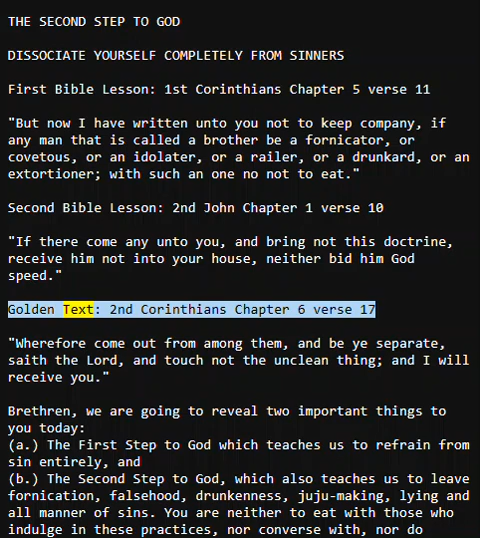 THE SECOND STEP TO GOD
DISSOCIATE YOURSELF COMPLETELY FROM SINNERS
First Bible Lesson: 1st Corinthians Chapter 5 verse 11
"But now I have written unto you not to keep company, if
any man that is called a brother be a fornicator, or
covetous, or an idolater, or a railer, or a drunkard, or an
extortioner; with such an one no not to eat."
Second Bible Lesson: 2nd John Chapter 1 verse 10
"If there come any unto you, and bring not this doctrine,
receive him not into your house, neither bid him God
speed."
Golden Text: 2nd Corinthians Chapter 6 verse 17
"Wherefore come out from among them, and be ye separate,
saith the Lord, and touch not the unclean thing; and I will
receive you."
Brethren, we are going to reveal two important things to
you today:
(a.) The First Step to God which teaches us to refrain from
sin entirely, and
(b.) The Second Step to God, which also teaches us to leave
fornication, falsehood, drunkenness, juju-making, lying and
all manner of sins. You are neither to eat with those who
indulge in these practices, nor converse with, nor do